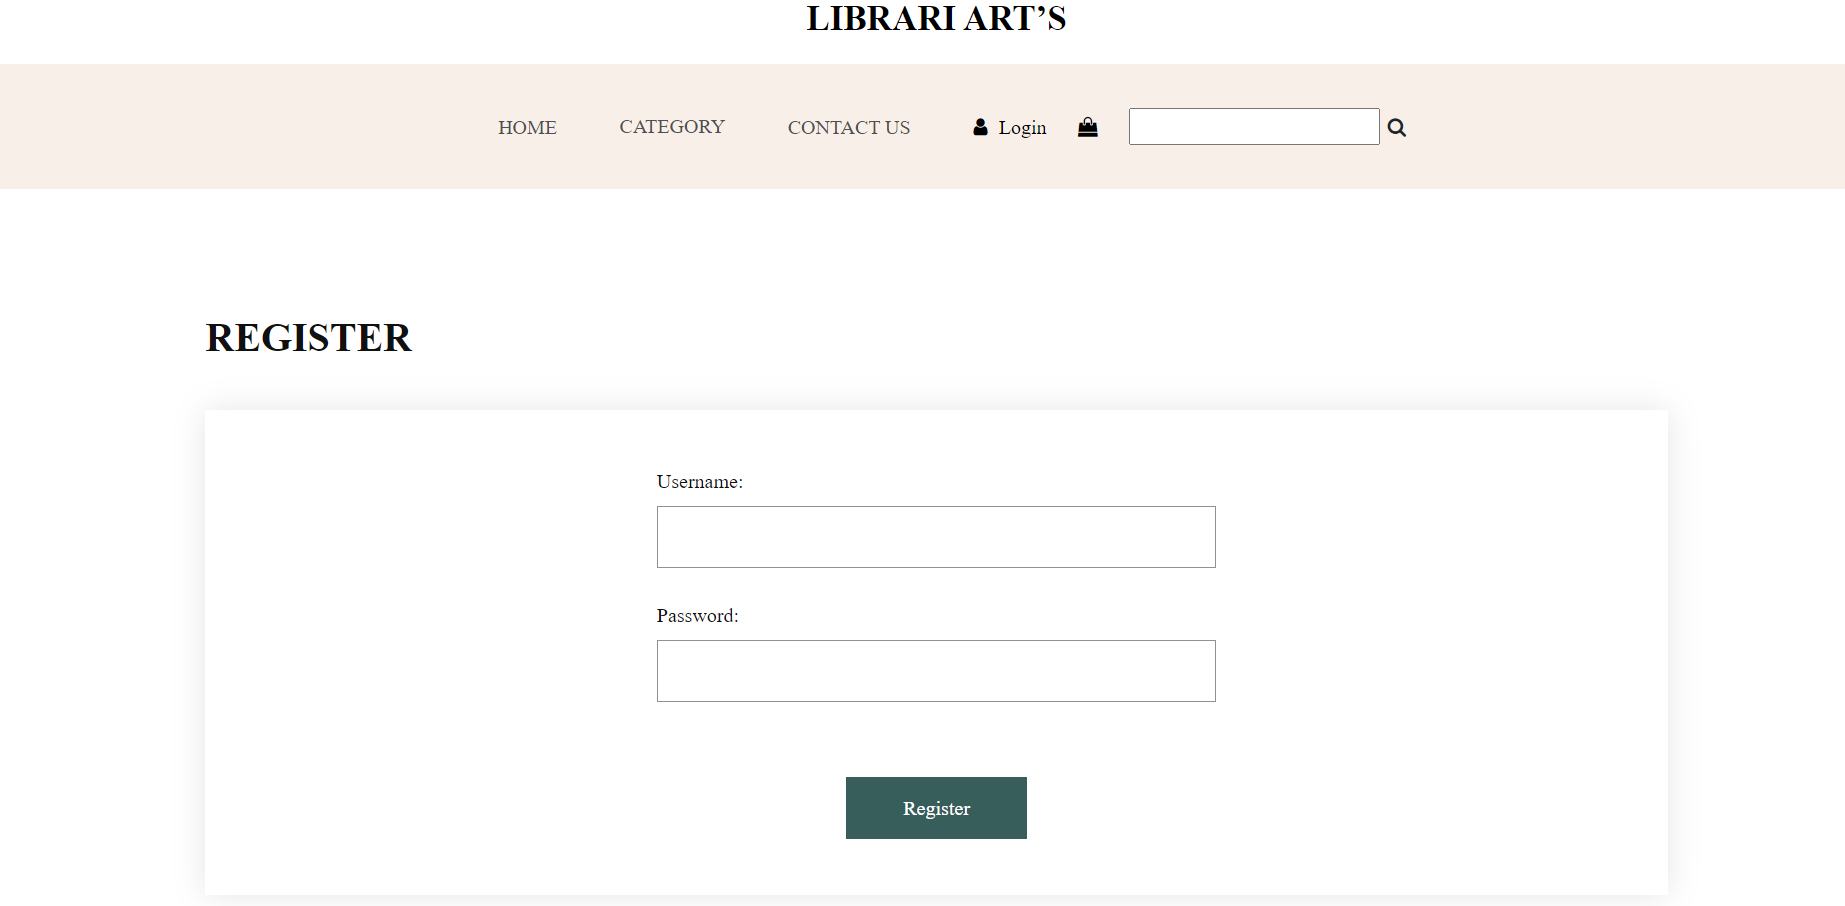 LIBRARI ART’S
HOME CATEGORY CONTACT US Login
REGISTER
Username:
Password:
Register